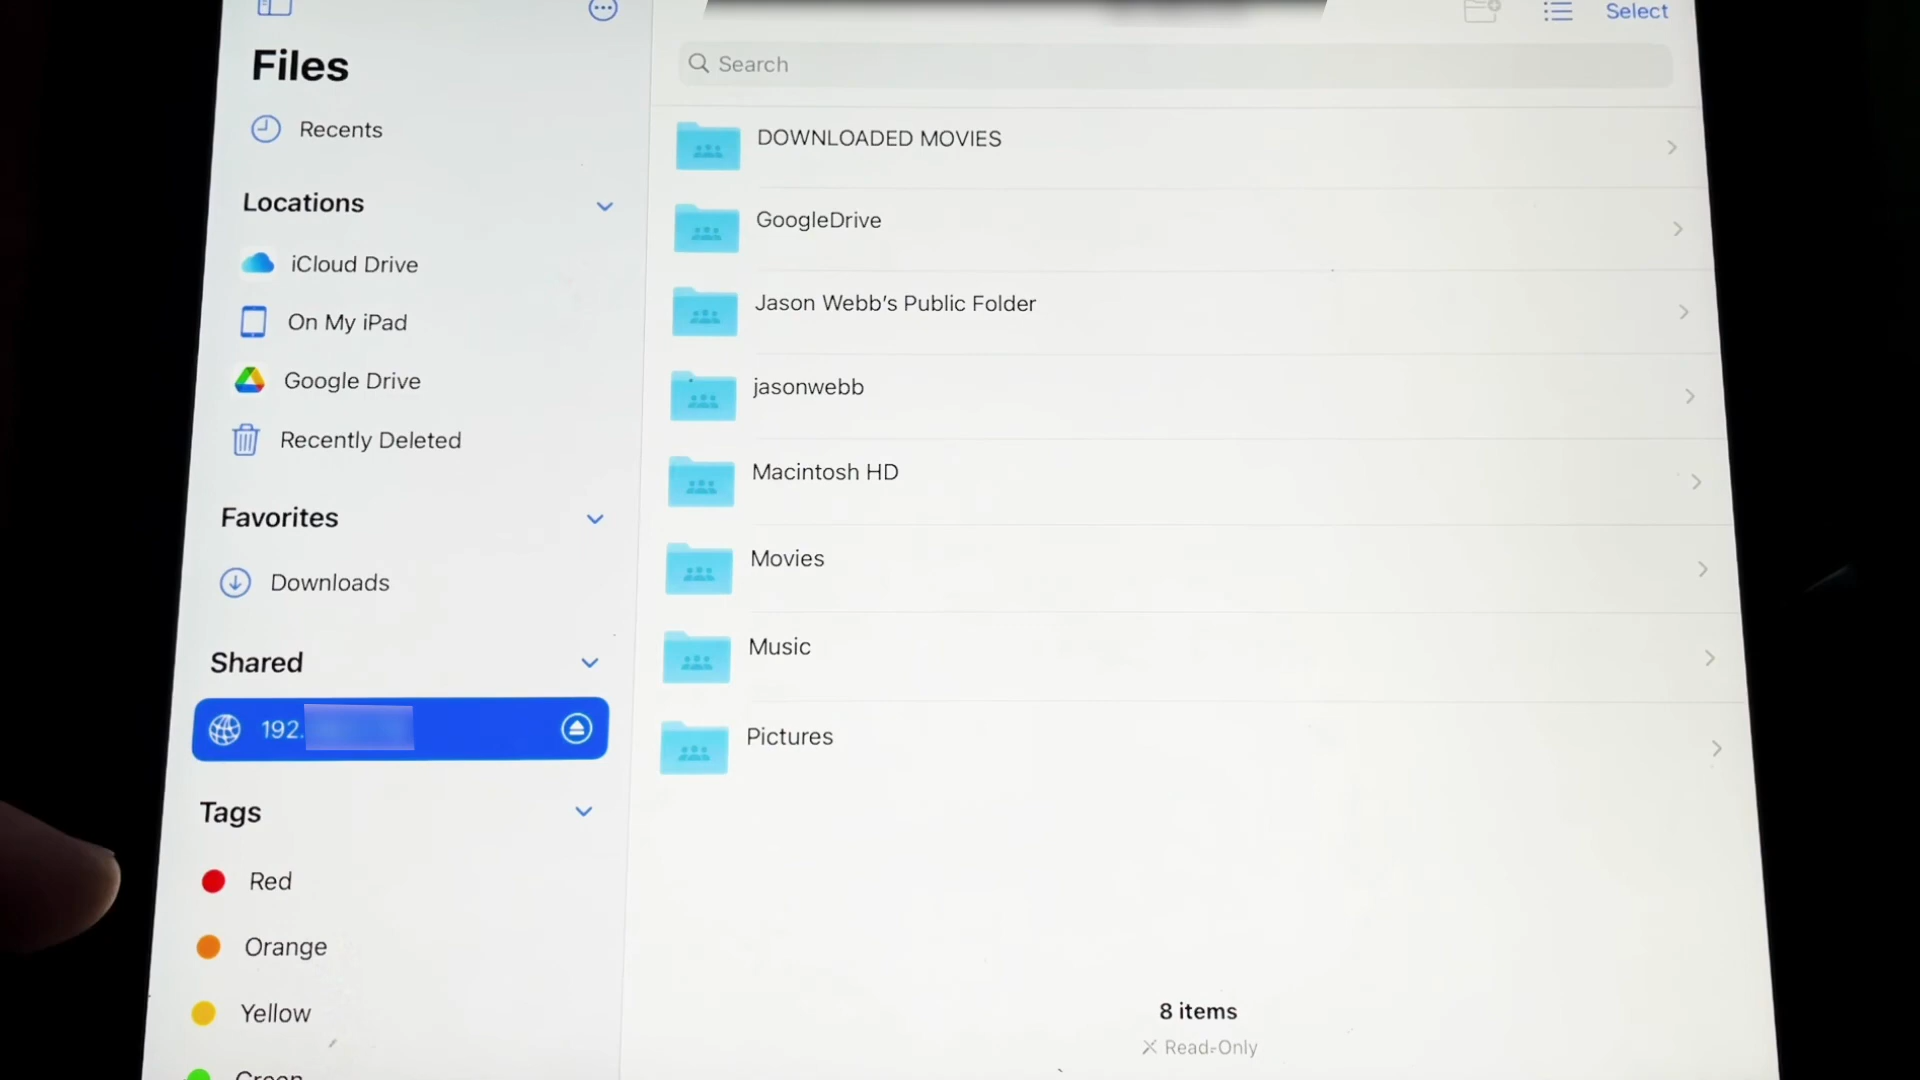 Select
Files
Search
Recents
Locations
iCloud Drive
On My iPad
Google Drive
Recently Deleted
Favorites
Downloads
Shared
192.
Tags
Red
Orange
Yellow
Green
DOWNLOADED MOVIES
GoogleDrive
Jason Webb's Public Folder
jasonwebb
Macintosh HD
Movies
Music
Pictures
8 items
Read-Only